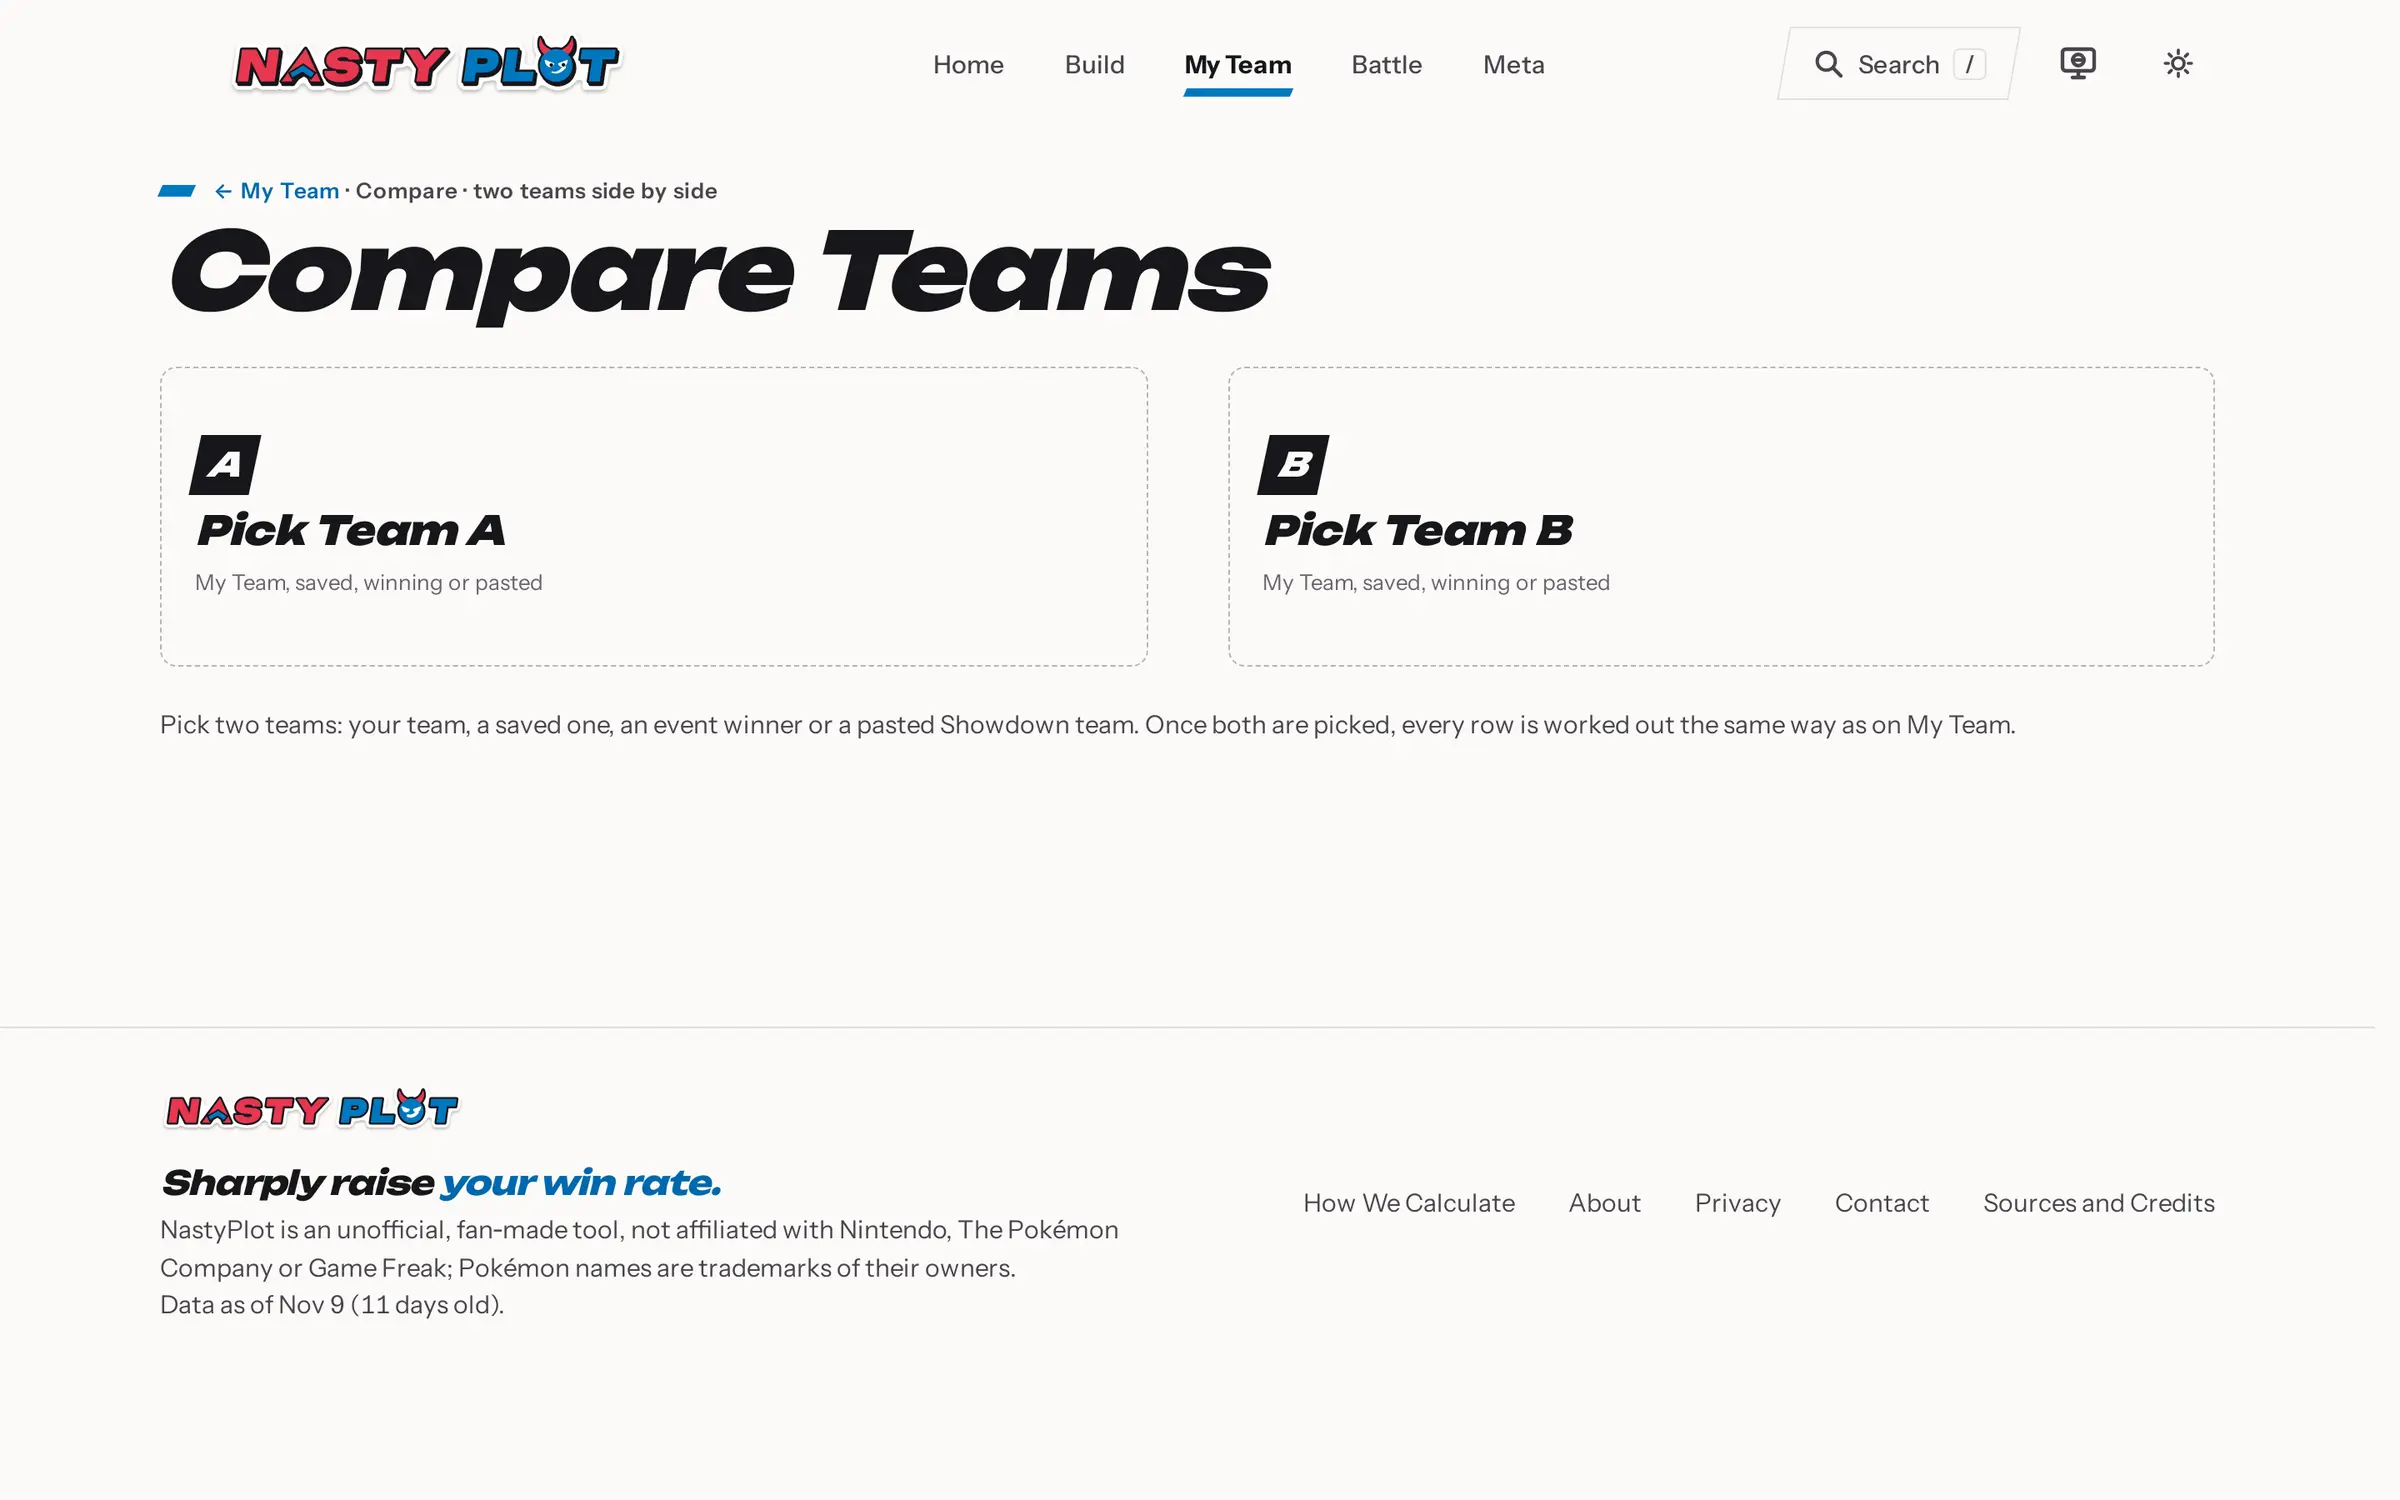 NASTY PLOT
Home
Build
My Team
Battle
Meta
Search /
← My Team · Compare · two teams side by side
Compare Teams
A
Pick Team A
My Team, saved, winning or pasted
B
Pick Team B
My Team, saved, winning or pasted
Pick two teams: your team, a saved one, an event winner or a pasted Showdown team. Once both are picked, every row is worked out the same way as on My Team.
NASTY PLOT
Sharply raise your win rate.
NastyPlot is an unofficial, fan-made tool, not affiliated with Nintendo, The Pokémon
Company or Game Freak; Pokémon names are trademarks of their owners.
Data as of Nov 9 (11 days old).
How We Calculate
About
Privacy
Contact
Sources and Credits